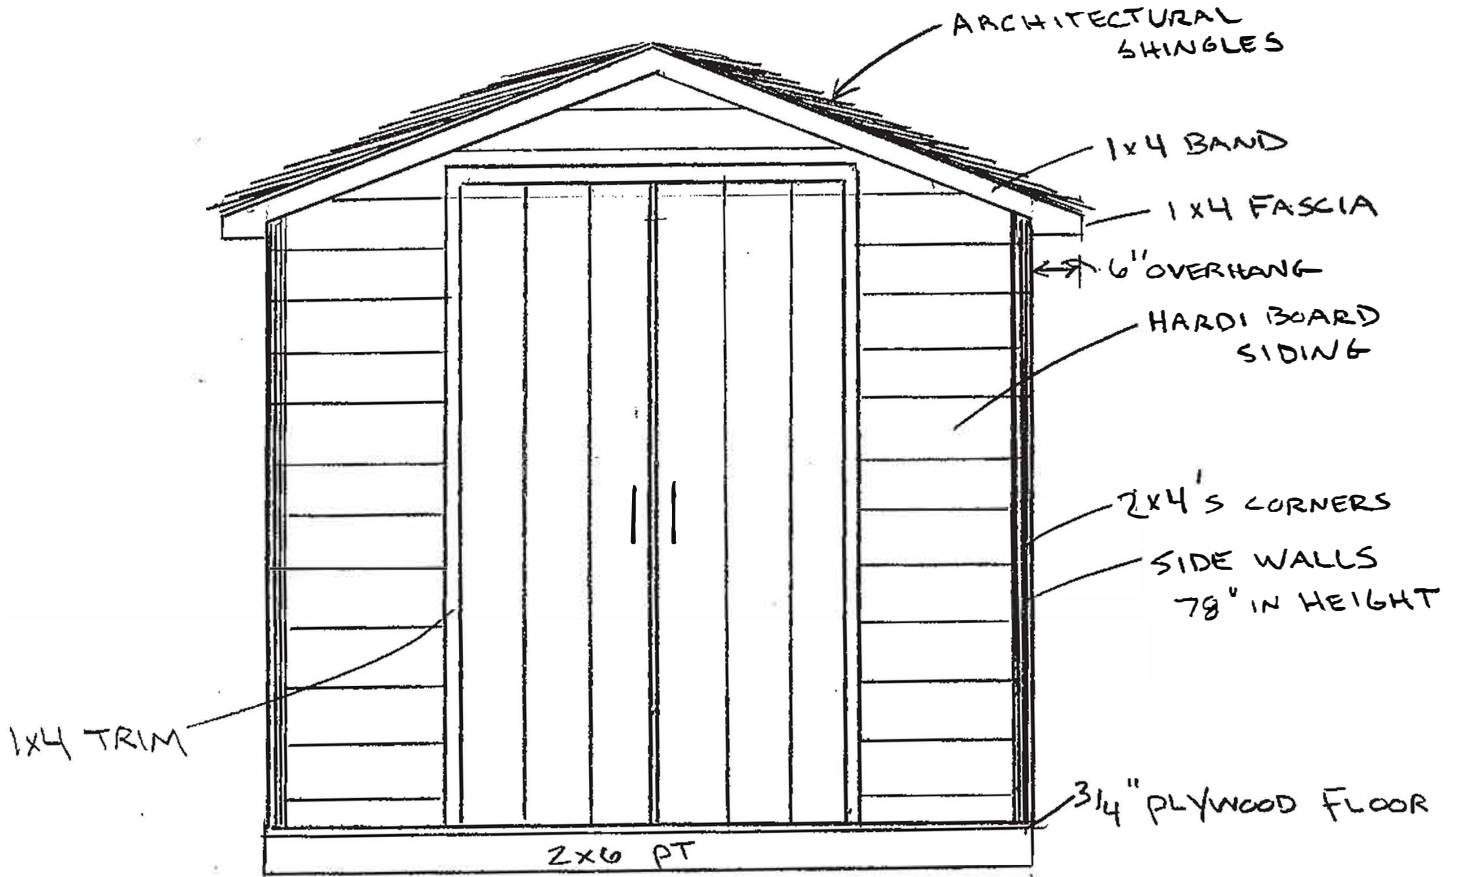 ARCHITECTURAL
SHINGLES
1x4 BAND
1x4 FASCIA
6" OVERHANG
HARDI BOARD
SIDING
2x4's CORNERS
SIDE WALLS
78" IN HEIGHT
1x4 TRIM
3/4" PLYWOOD FLOOR
2x6 PT